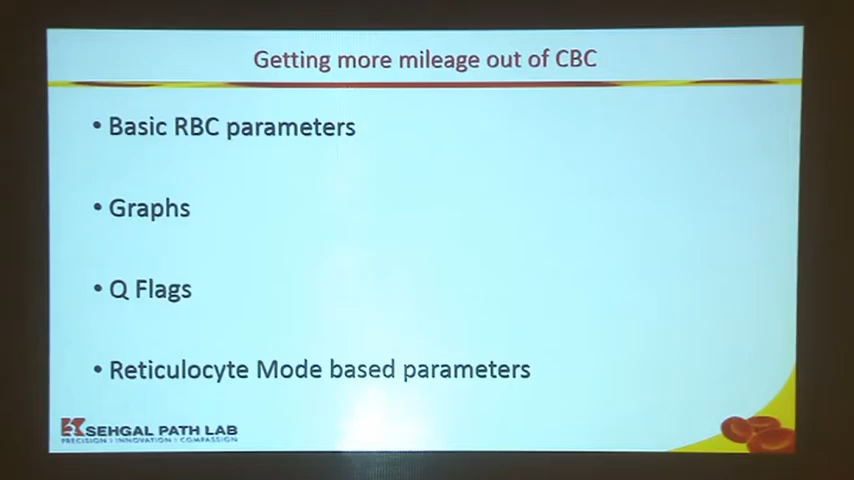 Getting more mileage out of CBC
• Basic RBC parameters
• Graphs
• Q Flags
• Reticulocyte Mode based parameters
SEHGAL PATH LAB
PRECISION | INNOVATION | COMPASSION